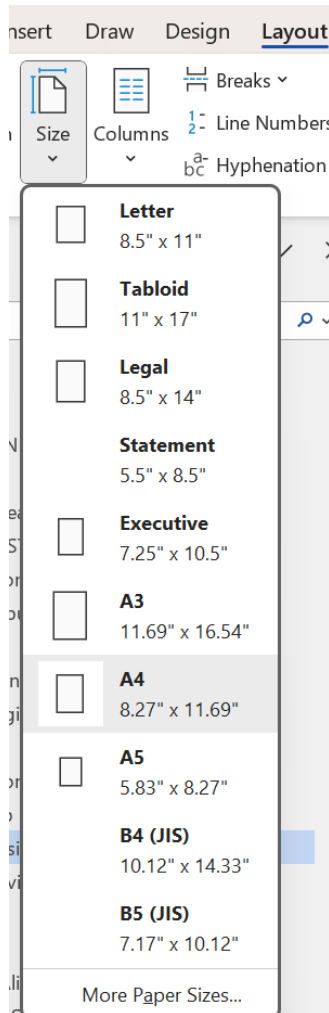 Draw Design Layout
Breaks
Size Columns Line Numbers
Hyphenation
Letter
8.5" x 11"
Tabloid
11" x 17"
Legal
8.5" x 14"
Statement
5.5" x 8.5"
Executive
7.25" x 10.5"
A3
11.69" x 16.54"
A4
8.27" x 11.69"
A5
5.83" x 8.27"
B4 (JIS)
10.12" x 14.33"
B5 (JIS)
7.17" x 10.12"
More Paper Sizes...